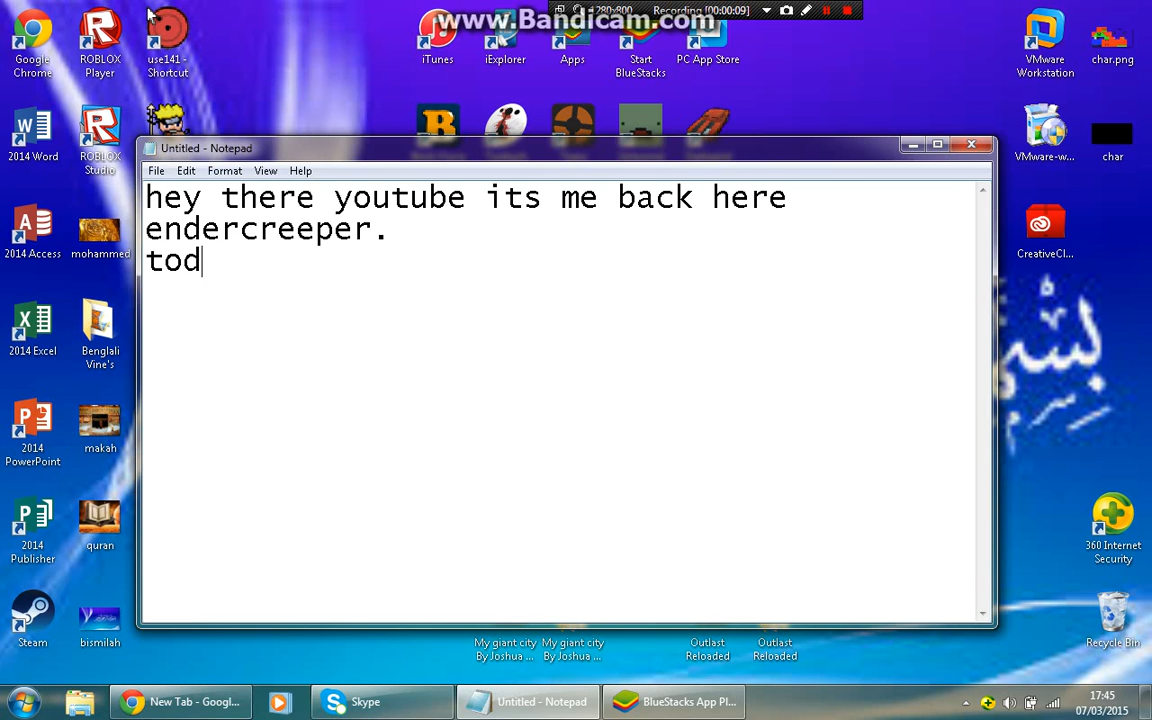 www.Bandicam.com
1280x800 Recording [00:00:09]
Google Chrome
ROBLOX Player
use141 - Shortcut
iTunes
iExplorer
Apps
Start BlueStacks
PC App Store
VMware Workstation
char.png
2014 Word
ROBLOX Studio
VMware-w...
char
Untitled - Notepad
File Edit Format View Help
hey there youtube its me back here
endercreeper.
tod
2014 Access
mohammed
CreativeCl...
2014 Excel
Benglali Vine's
2014 PowerPoint
makah
2014 Publisher
quran
360 Internet Security
Steam
bismilah
My giant city By Joshua ...
My giant city By Joshua ...
Outlast Reloaded
Outlast Reloaded
Recycle Bin
New Tab - Googl...
Skype
Untitled - Notepad
BlueStacks App Pl...
17:45
07/03/2015